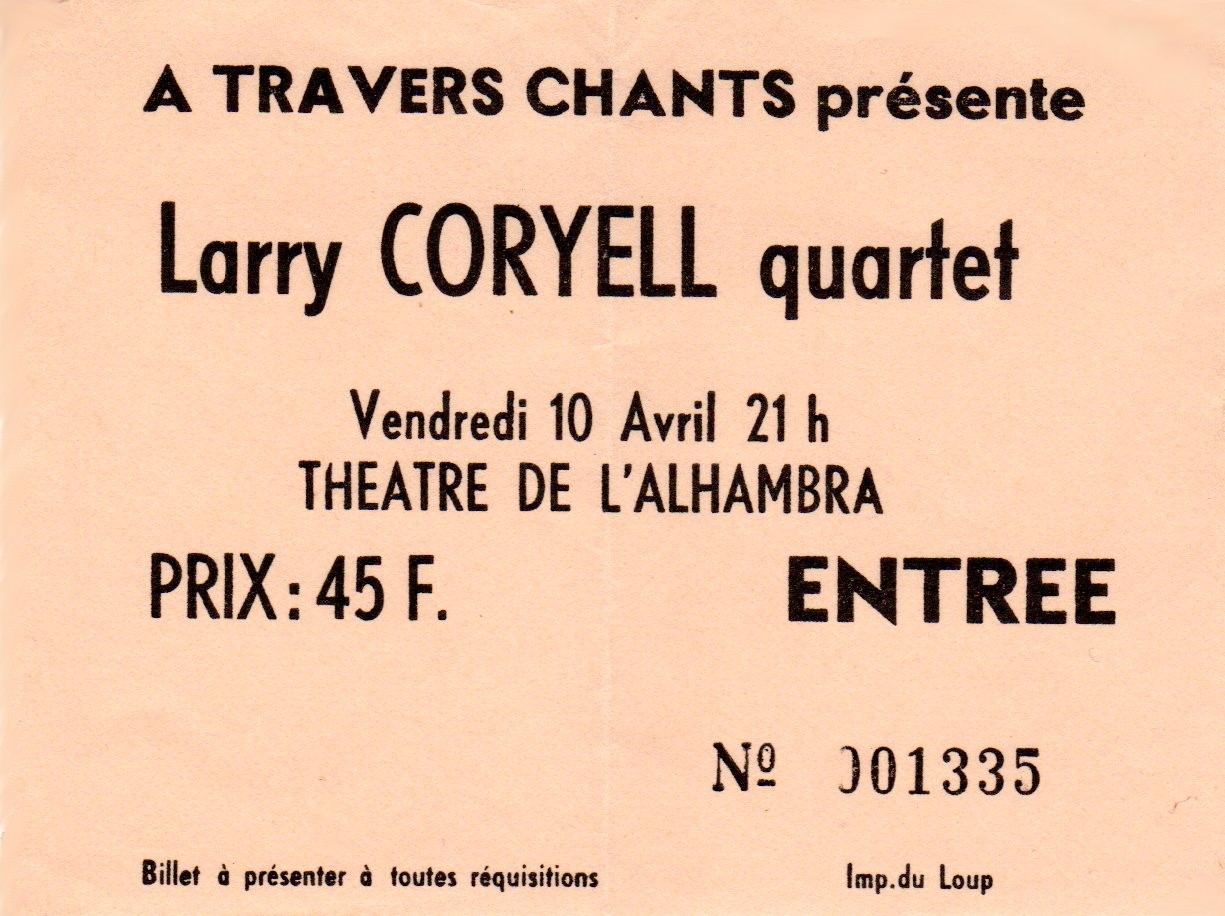 A TRAVERS CHANTS présente
Larry CORYELL quartet
Vendredi 10 Avril 21 h
THEATRE DE L'ALHAMBRA
PRIX: 45 F. ENTREE
Nº 001335
Billet à présenter à toutes réquisitions Imp.du Loup